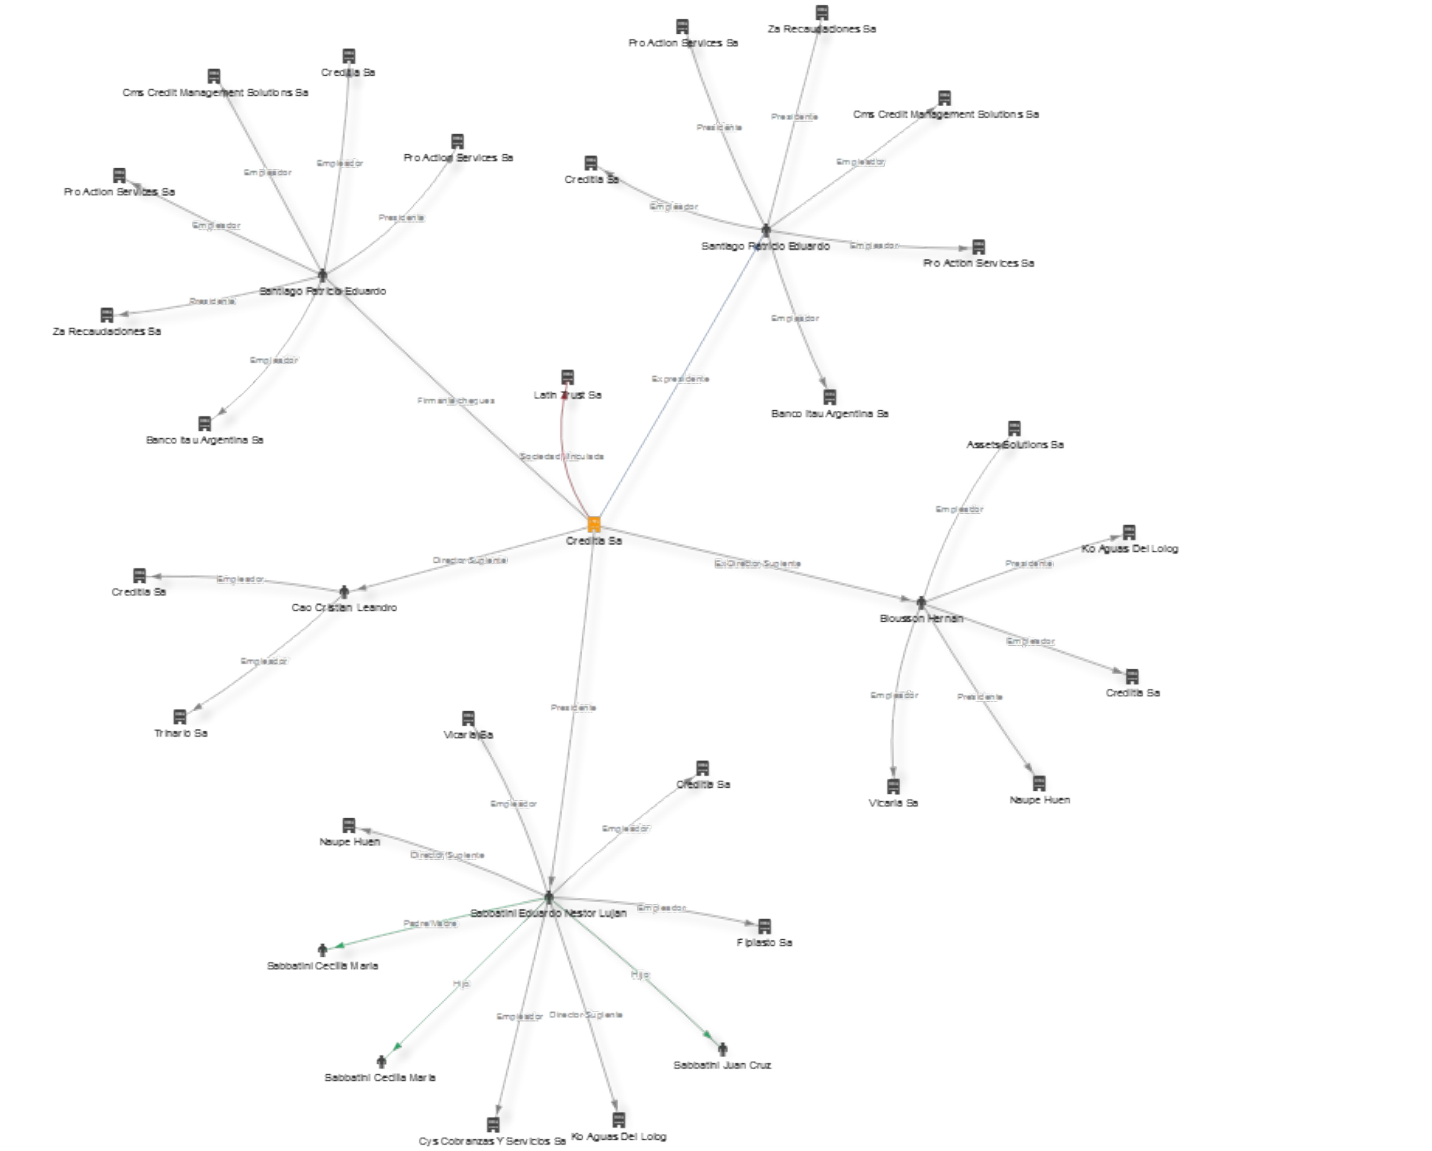 Za Recaudaciones Sa
Pro Action Services Sa
Creditia Sa
Cms Credit Management Solutions Sa
Cms Credit Management Solutions Sa
Presidente
Presidente
Pro Action Services Sa
Empleador
Empleador
Empleador
Creditia Sa
Pro Action Services Sa
Empleador
Presidente
Empleador
Empleador
Santiago Patricio Eduardo
Empleador
Pro Action Services Sa
Santiago Patricio Eduardo
Presidente
Za Recaudaciones Sa
Empleador
Empleador
Expresidente
Latin Trust Sa
Firmante cheques
Banco Itau Argentina Sa
Banco Itau Argentina Sa
Assets Solutions Sa
Sociedad Vinculada
Empleador
Creditia Sa
Ko Aguas Del Lolog
Director Suplente
Ex Director Suplente
Presidente
Empleador
Creditia Sa
Cao Cristian Leandro
Blousson Hernan
Empleador
Empleador
Creditia Sa
Empleador
Presidente
Presidente
Trinario Sa
Vicaria Sa
Creditia Sa
Naupe Huen
Vicaria Sa
Empleador
Empleador
Naupe Huen
Director Suplente
Sabbatini Eduardo Nestor Lujan
Empleador
Padre/Madre
Fiplasto Sa
Sabbatini Cecilia Maria
Hijo
Hijo
Empleador
Director Suplente
Sabbatini Juan Cruz
Sabbatini Cecilia Maria
Cys Cobranzas Y Servicios Sa
Ko Aguas Del Lolog